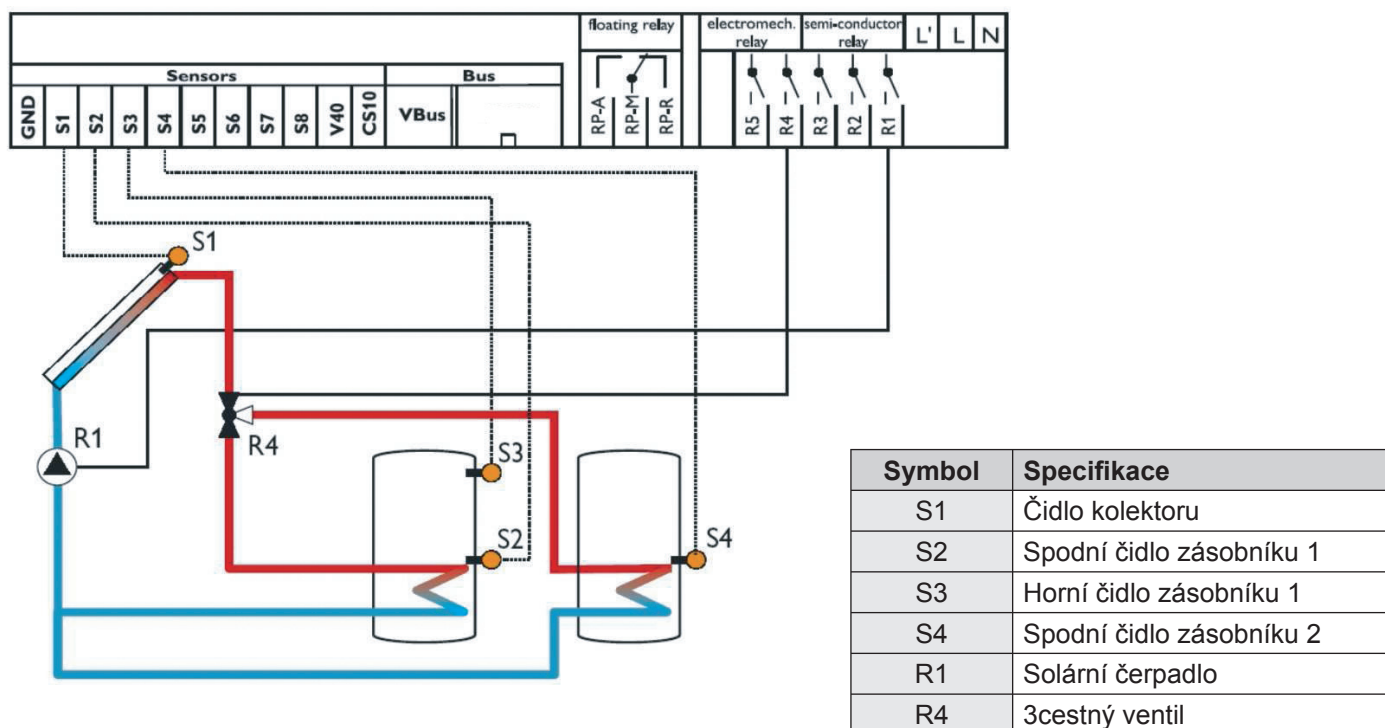 floating relay electromech. relay semi-conductor relay L' L N
Sensors Bus
GND S1 S2 S3 S4 S5 S6 S7 S8 V40 CS10 VBus RP-A RP-M RP-R R5 R4 R3 R2 R1
S1
R1
R4
S3
S2
S4
Symbol Specifikace
S1 Čidlo kolektoru
S2 Spodní čidlo zásobníku 1
S3 Horní čidlo zásobníku 1
S4 Spodní čidlo zásobníku 2
R1 Solární čerpadlo
R4 3cestný ventil